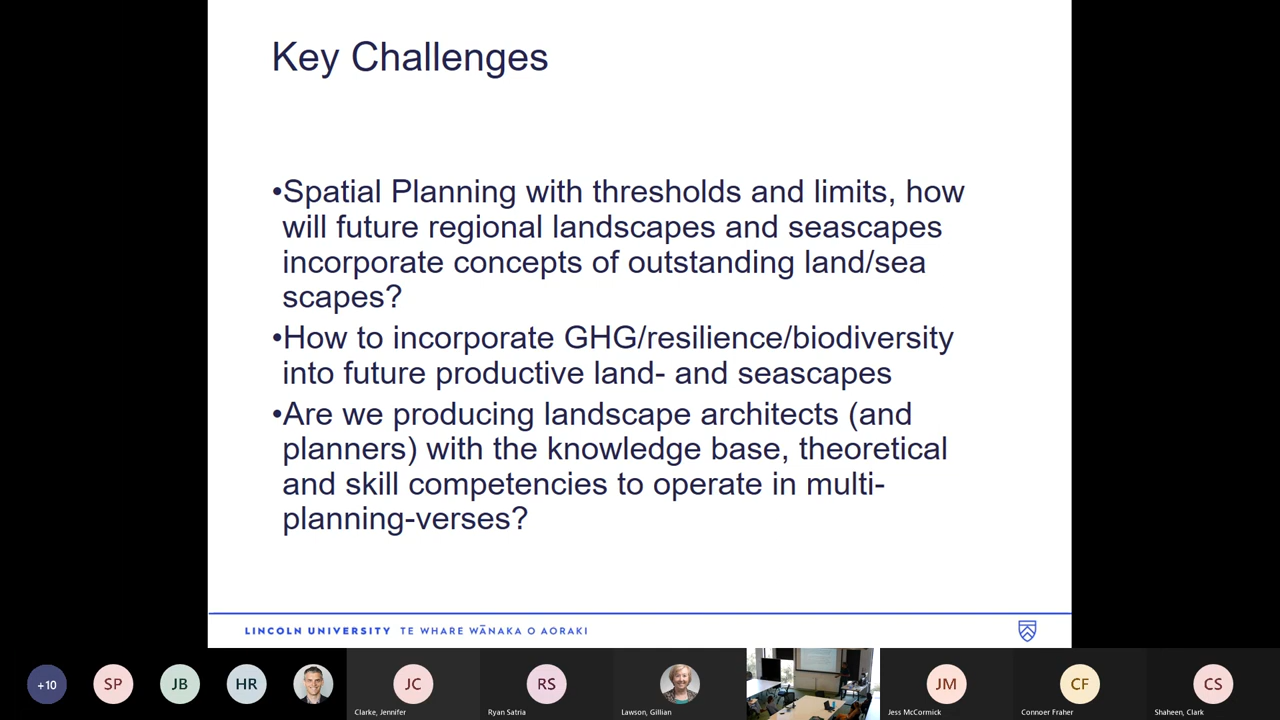 Key Challenges
•Spatial Planning with thresholds and limits, how
will future regional landscapes and seascapes
incorporate concepts of outstanding land/sea
scapes?
•How to incorporate GHG/resilience/biodiversity
into future productive land- and seascapes
•Are we producing landscape architects (and
planners) with the knowledge base, theoretical
and skill competencies to operate in multi-
planning-verses?
LINCOLN UNIVERSITY TE WHARE WĀNAKA O AORAKI
+10
SP
JB
HR
JC
Clarke, Jennifer
RS
Ryan Satria
Lawson, Gillian
JM
Jess McCormick
CF
Connoer Fraher
CS
Shaheen, Clark